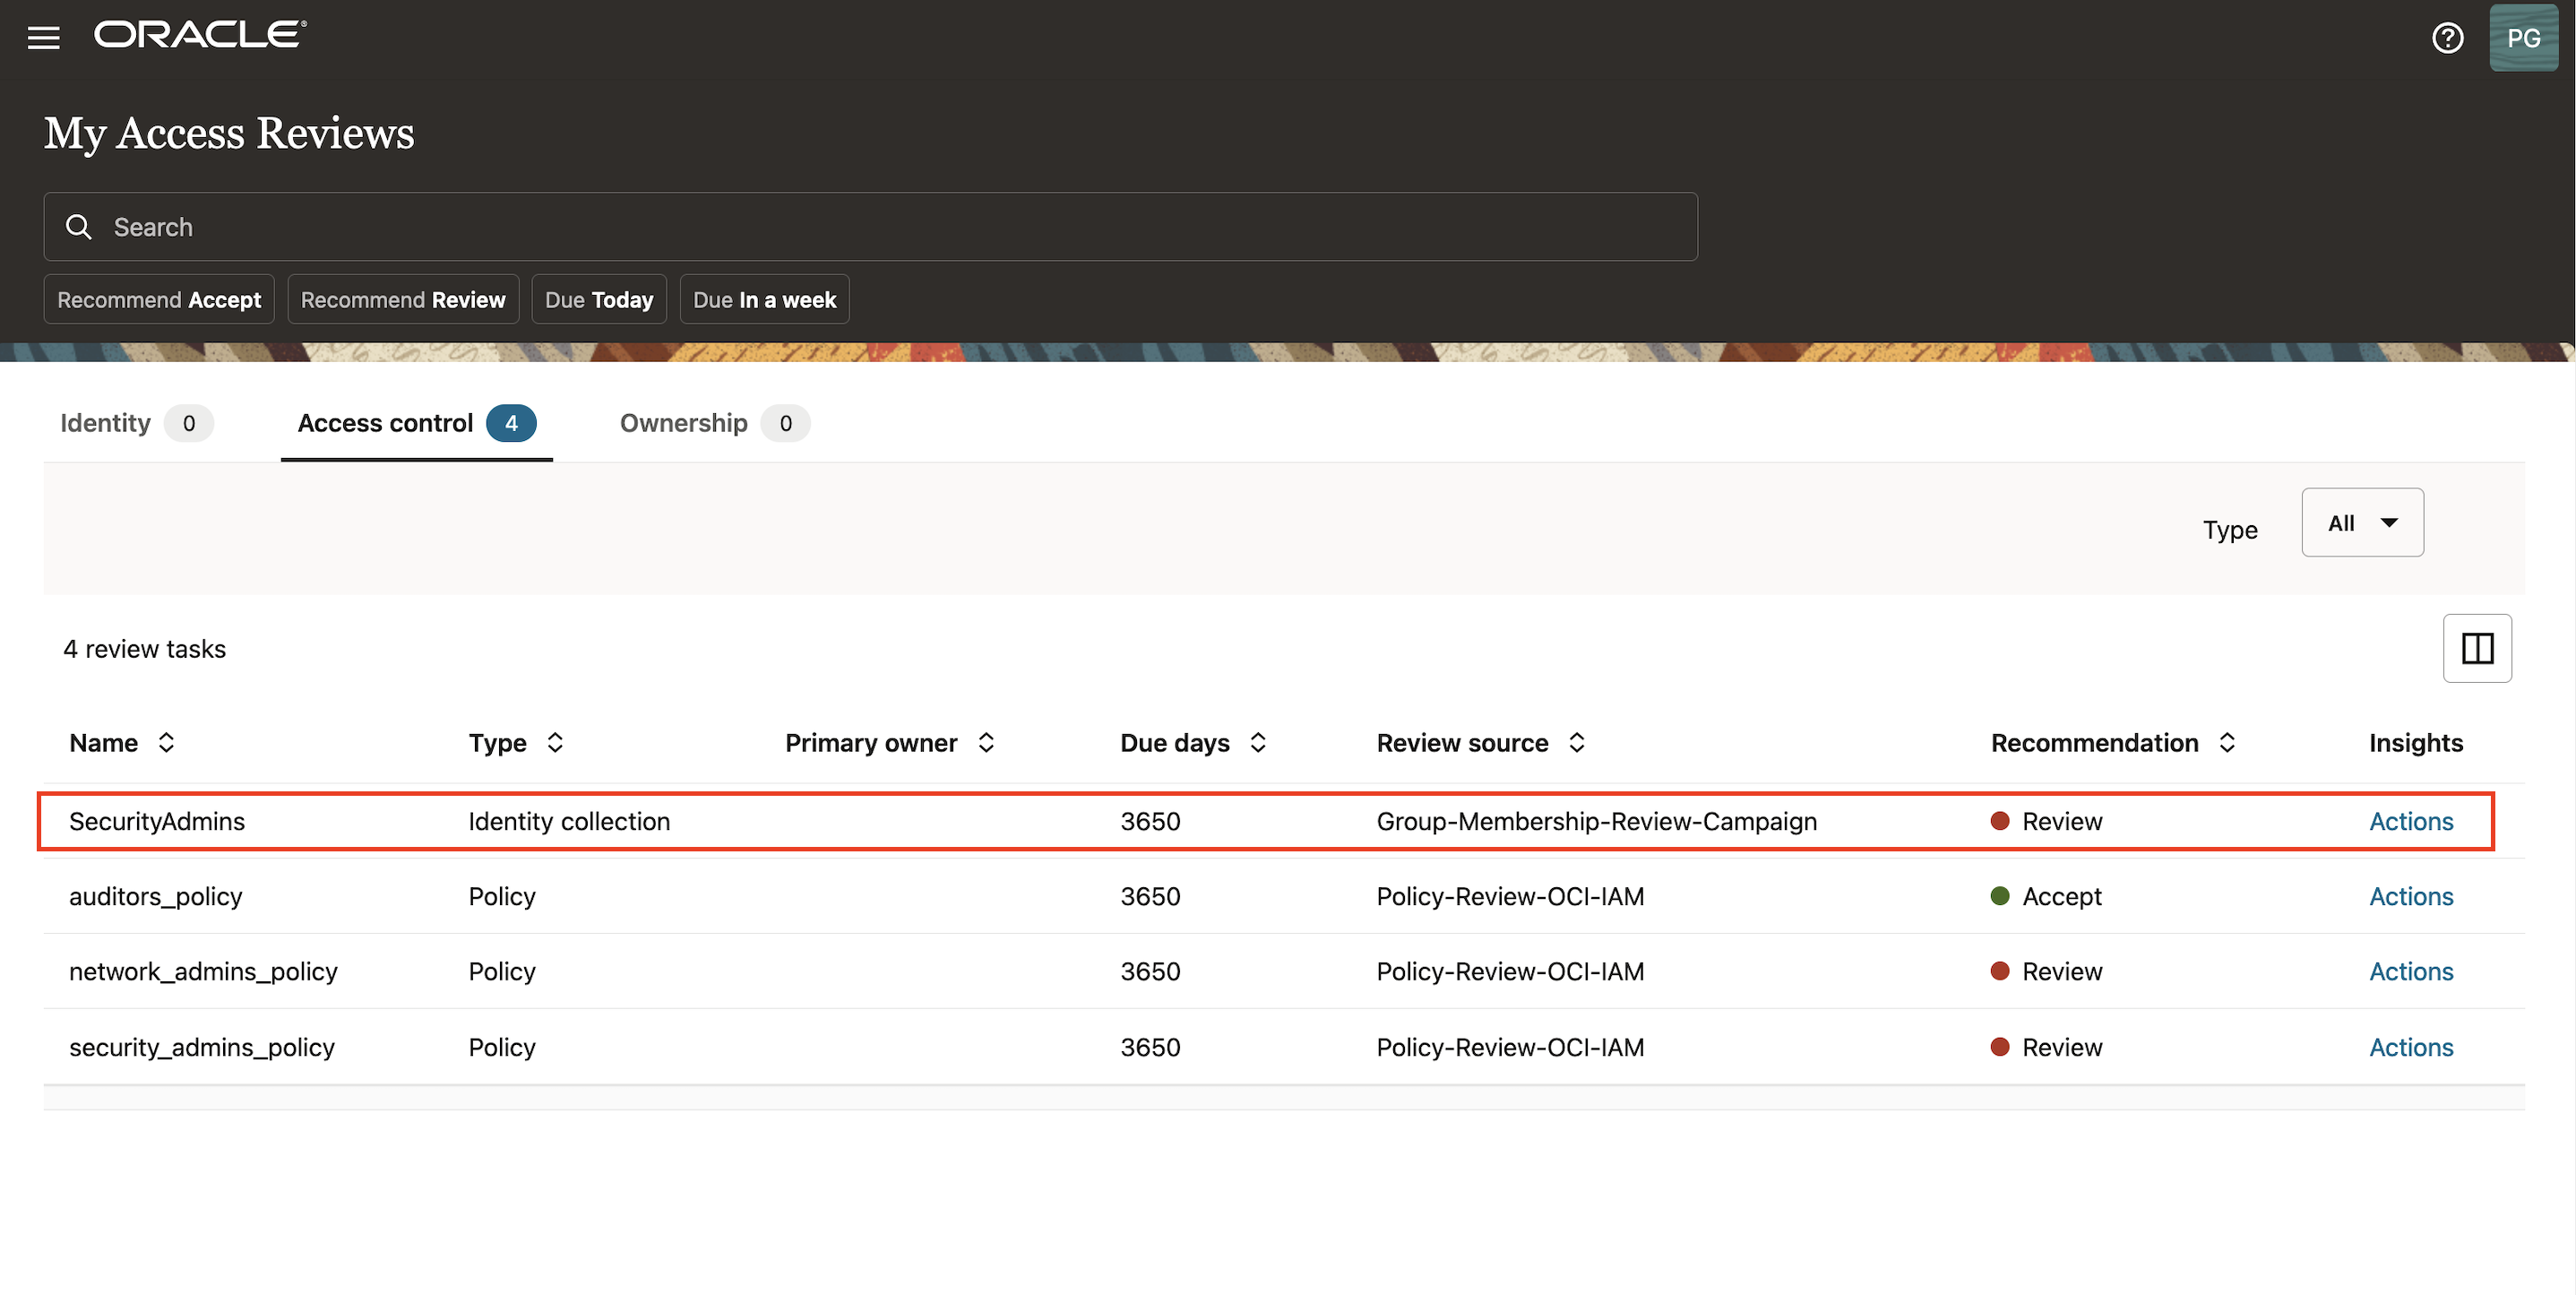 ORACLE®
PG
My Access Reviews
Search
Recommend Accept Recommend Review Due Today Due In a week
Identity 0 Access control 4 Ownership 0
Type All
4 review tasks
Name Type Primary owner Due days Review source Recommendation Insights
SecurityAdmins Identity collection 3650 Group-Membership-Review-Campaign Review Actions
auditors_policy Policy 3650 Policy-Review-OCI-IAM Accept Actions
network_admins_policy Policy 3650 Policy-Review-OCI-IAM Review Actions
security_admins_policy Policy 3650 Policy-Review-OCI-IAM Review Actions